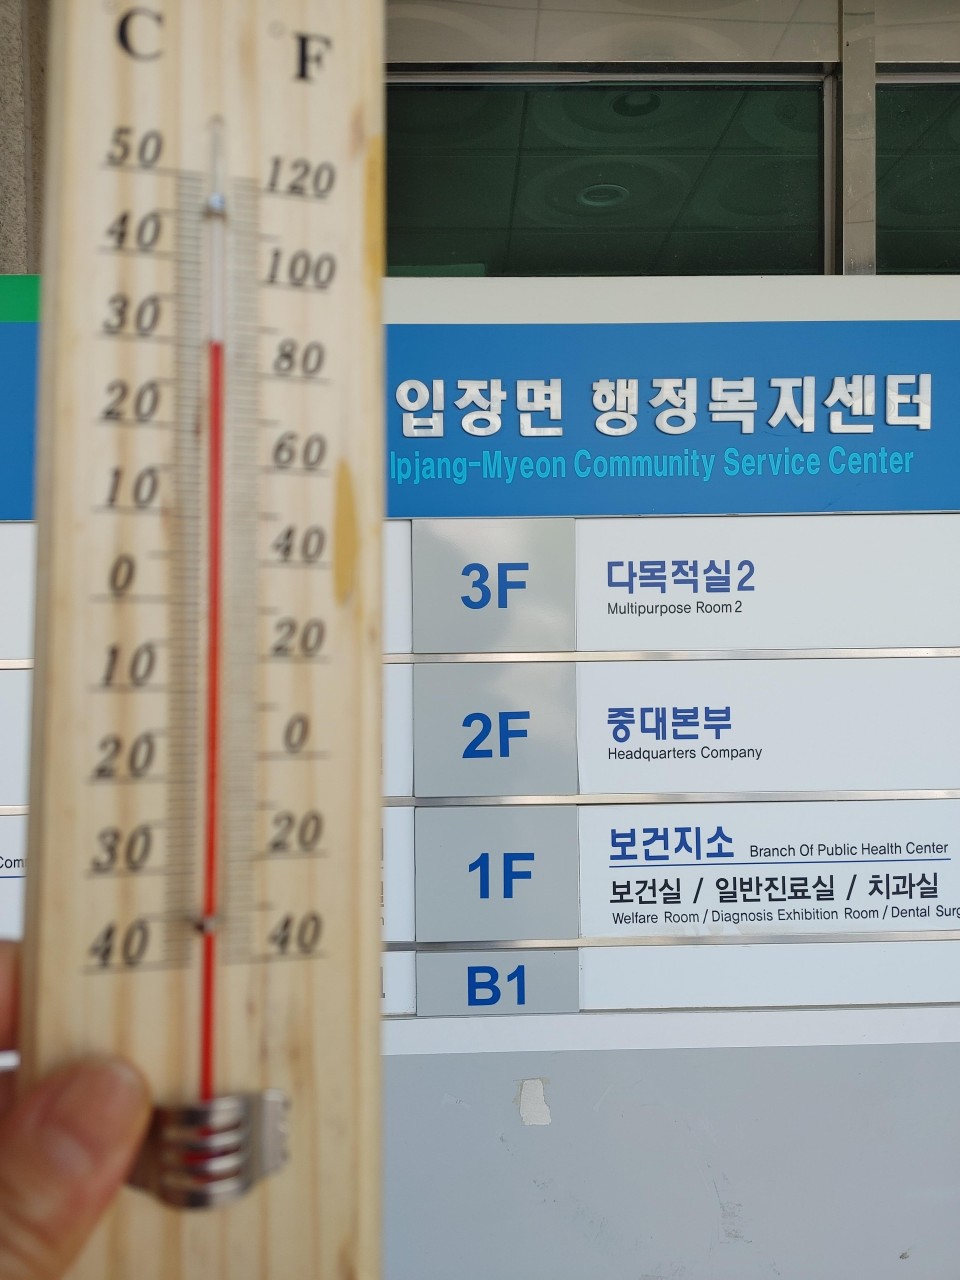 °C °F
50 120
40 100
30 80
20 60
10 40
0 20
10 0
20 20
30 40
40
입장면 행정복지센터
Ipjang-Myeon Community Service Center
3F 다목적실2
Multipurpose Room 2
2F 중대본부
Headquarters Company
1F 보건지소 Branch Of Public Health Center
보건실 / 일반진료실 / 치과실
Welfare Room / Diagnosis Exhibition Room / Dental Surg
B1
Com